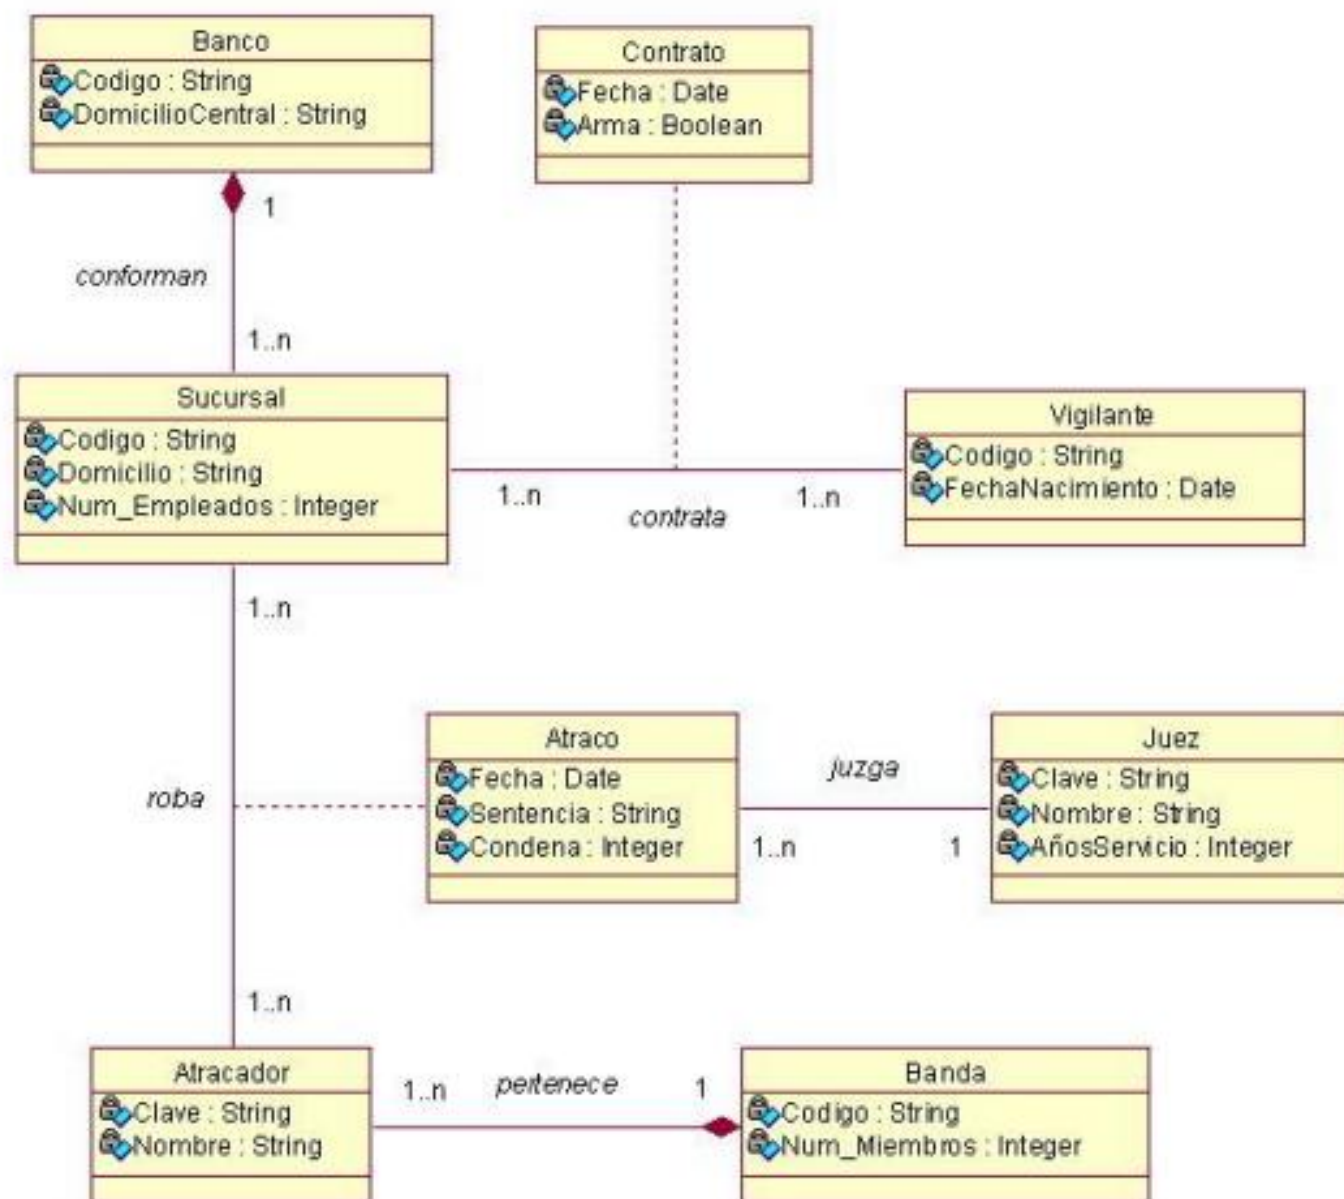 Banco
Codigo : String
DomicilioCentral : String
Contrato
Fecha : Date
Arma : Boolean
1
conforman
1..n
Sucursal
Codigo : String
Domicilio : String
Num_Empleados : Integer
1..n
contrata
1..n
Vigilante
Codigo : String
FechaNacimiento : Date
1..n
roba
Atraco
Fecha : Date
Sentencia : String
Condena : Integer
juzga
1..n
1
Juez
Clave : String
Nombre : String
AñosServicio : Integer
1..n
Atracador
Clave : String
Nombre : String
1..n
pertenece
1
Banda
Codigo : String
Num_Miembros : Integer